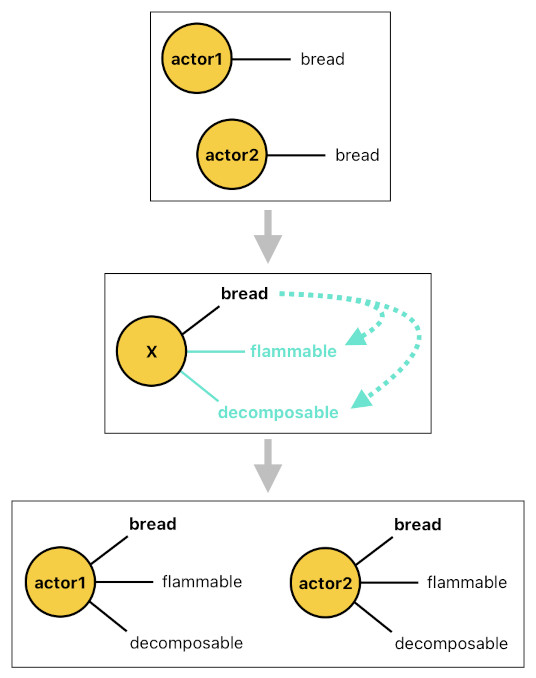 actor1 bread
actor2 bread
bread
X
flammable
decomposable
bread bread
actor1 flammable actor2 flammable
decomposable decomposable